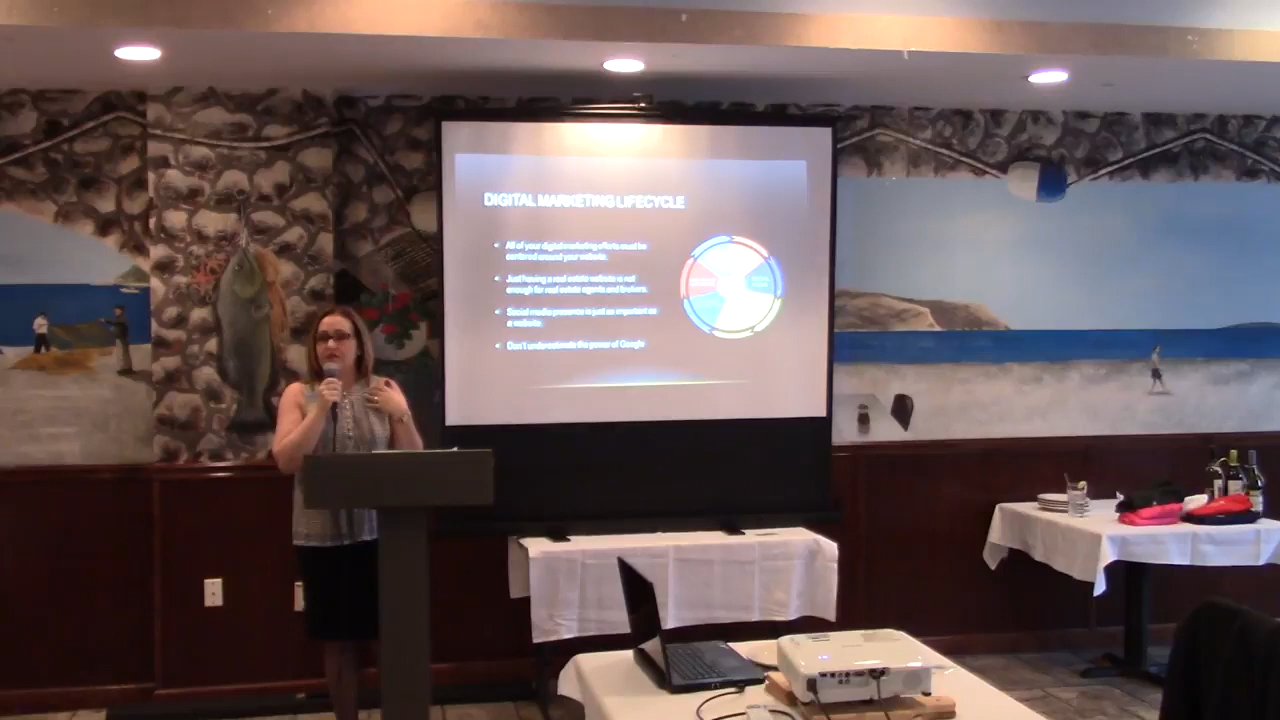 DIGITAL MARKETING LIFECYCLE
• All of your digital marketing efforts must be
centered around your website.
• Just having a real estate website is not
enough for real estate agents and brokers.
• Social media presence is just as important as
a website.
• Don't underestimate the power of Google